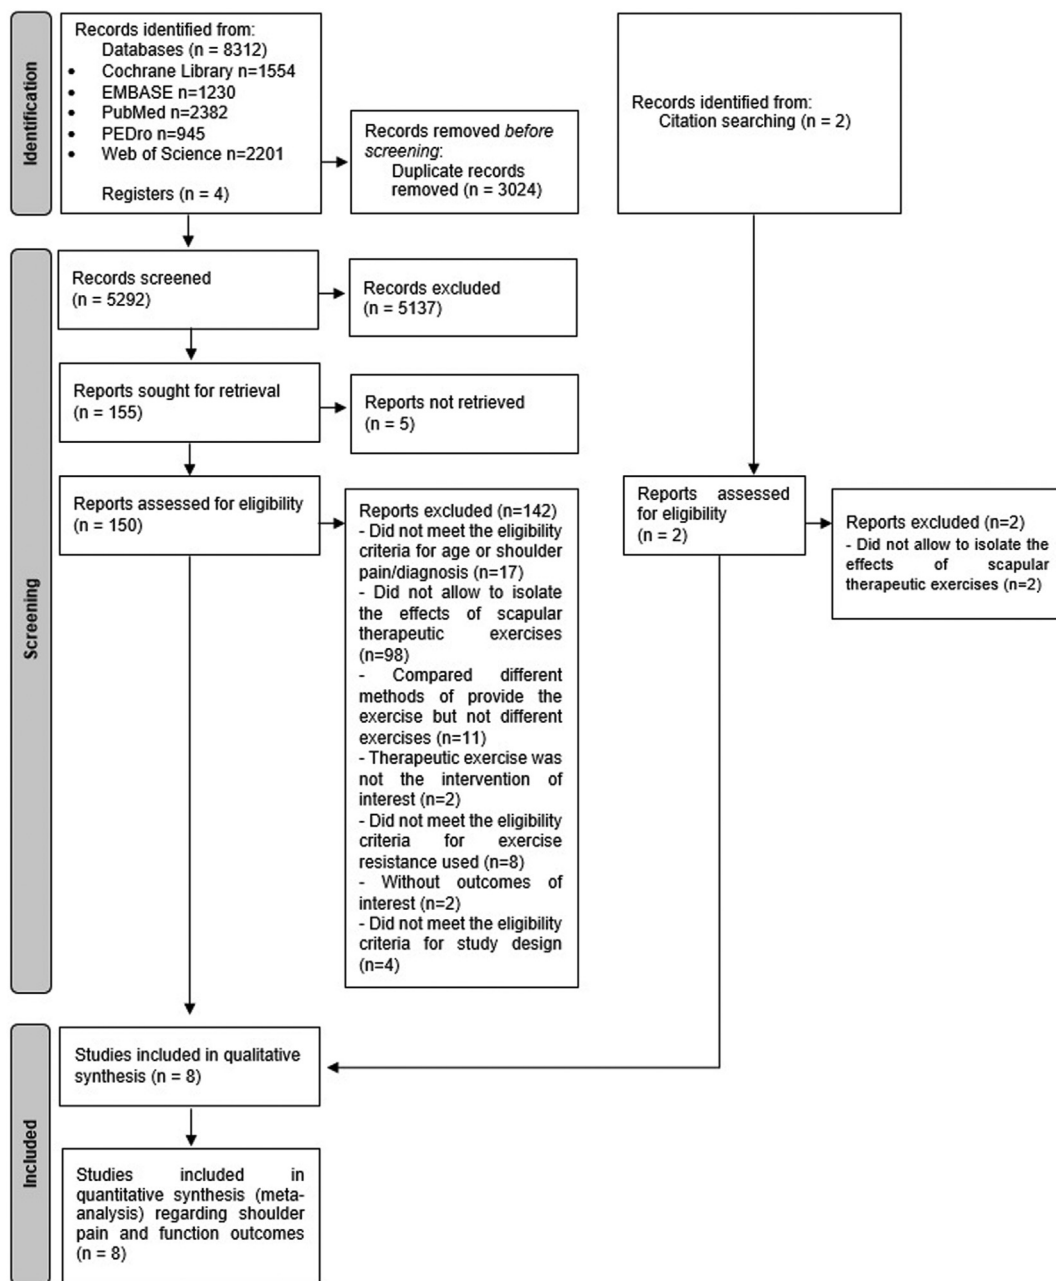 Identification
Records identified from:
Databases (n = 8312)
• Cochrane Library n=1554
• EMBASE n=1230
• PubMed n=2382
• PEDro n=945
• Web of Science n=2201
Registers (n = 4)
Records removed before
screening:
Duplicate records
removed (n = 3024)
Records identified from:
Citation searching (n = 2)
Screening
Records screened
(n = 5292)
Records excluded
(n = 5137)
Reports sought for retrieval
(n = 155)
Reports not retrieved
(n = 5)
Reports assessed for eligibility
(n = 150)
Reports excluded (n=142)
- Did not meet the eligibility
criteria for age or shoulder
pain/diagnosis (n=17)
- Did not allow to isolate
the effects of scapular
therapeutic exercises
(n=98)
- Compared different
methods of provide the
exercise but not different
exercises (n=11)
- Therapeutic exercise was
not the intervention of
interest (n=2)
- Did not meet the eligibility
criteria for exercise
resistance used (n=8)
- Without outcomes of
interest (n=2)
- Did not meet the eligibility
criteria for study design
(n=4)
Reports assessed
for eligibility
(n = 2)
Reports excluded (n=2)
- Did not allow to isolate the
effects of scapular
therapeutic exercises (n=2)
Included
Studies included in qualitative
synthesis (n = 8)
Studies included in
quantitative synthesis (meta-
analysis) regarding shoulder
pain and function outcomes
(n = 8)